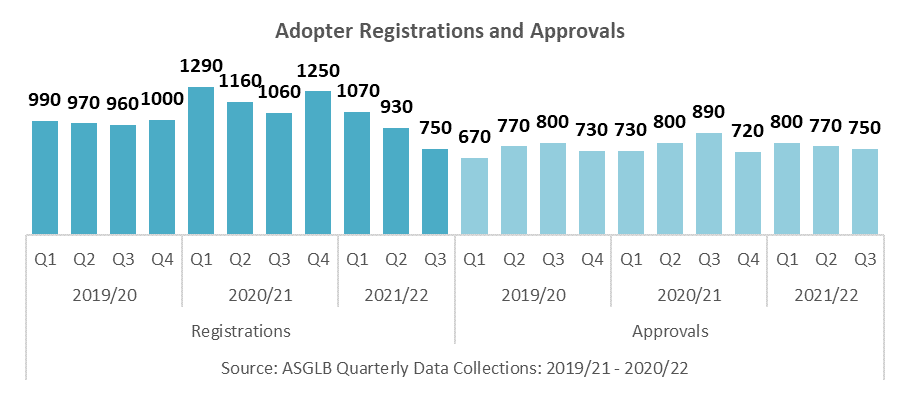 Adopter Registrations and Approvals
990 970 960 1000 1290 1160 1060 1250 1070 930 750 670 770 800 730 730 800 890 720 800 770 750
Q1 Q2 Q3 Q4 Q1 Q2 Q3 Q4 Q1 Q2 Q3 Q1 Q2 Q3 Q4 Q1 Q2 Q3 Q4 Q1 Q2 Q3
2019/20 2020/21 2021/22 2019/20 2020/21 2021/22
Registrations Approvals
Source: ASGLB Quarterly Data Collections: 2019/21 - 2020/22